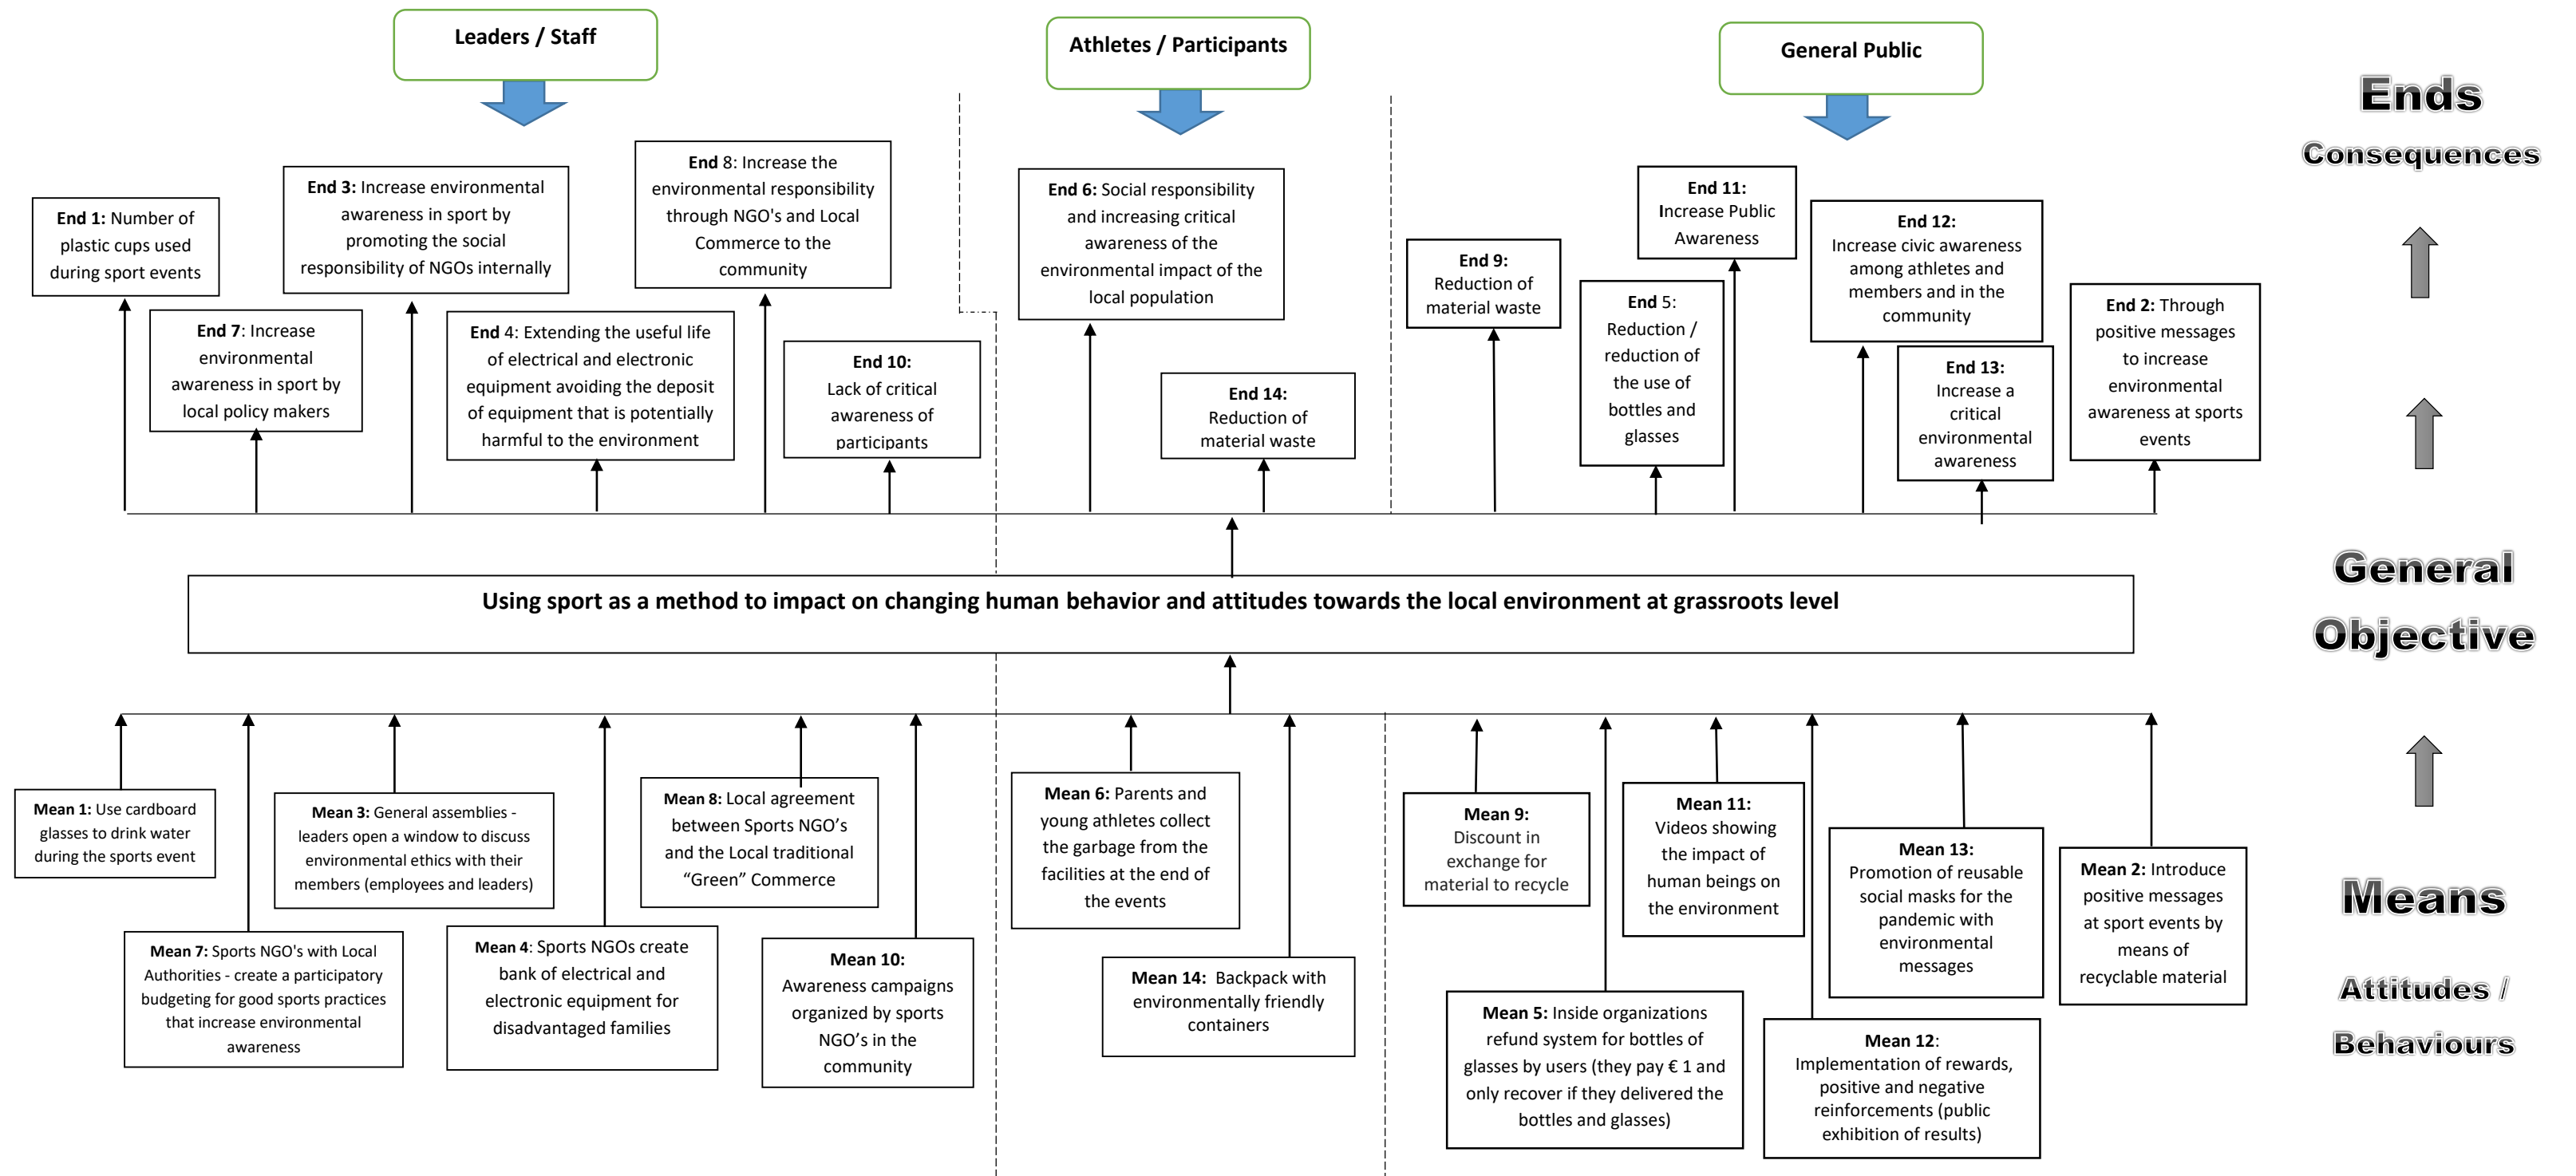 Leaders / Staff
Athletes / Participants
General Public
Ends
Consequences
End 1: Number of
plastic cups used
during sport events
End 7: Increase
environmental
awareness in sport by
local policy makers
End 3: Increase environmental
awareness in sport by
promoting the social
responsibility of NGOs internally
End 4: Extending the useful life
of electrical and electronic
equipment avoiding the deposit
of equipment that is potentially
harmful to the environment
End 8: Increase the
environmental responsibility
through NGO's and Local
Commerce to the
community
End 10:
Lack of critical
awareness of
participants
End 6: Social responsibility
and increasing critical
awareness of the
environmental impact of the
local population
End 14:
Reduction of
material waste
End 9:
Reduction of
material waste
End 5:
Reduction /
reduction of
the use of
bottles and
glasses
End 11:
Increase Public
Awareness
End 12:
Increase civic awareness
among athletes and
members and in the
community
End 13:
Increase a
critical
environmental
awareness
End 2: Through
positive messages
to increase
environmental
awareness at sports
events
Using sport as a method to impact on changing human behavior and attitudes towards the local environment at grassroots level
General
Objective
Mean 1: Use cardboard
glasses to drink water
during the sports event
Mean 7: Sports NGO's with Local
Authorities - create a participatory
budgeting for good sports practices
that increase environmental
awareness
Mean 3: General assemblies -
leaders open a window to discuss
environmental ethics with their
members (employees and leaders)
Mean 4: Sports NGOs create
bank of electrical and
electronic equipment for
disadvantaged families
Mean 8: Local agreement
between Sports NGO’s
and the Local traditional
“Green” Commerce
Mean 10:
Awareness campaigns
organized by sports
NGO’s in the
community
Mean 6: Parents and
young athletes collect
the garbage from the
facilities at the end of
the events
Mean 14: Backpack with
environmentally friendly
containers
Mean 9:
Discount in
exchange for
material to recycle
Mean 5: Inside organizations
refund system for bottles of
glasses by users (they pay € 1 and
only recover if they delivered the
bottles and glasses)
Mean 11:
Videos showing
the impact of
human beings on
the environment
Mean 12:
Implementation of rewards,
positive and negative
reinforcements (public
exhibition of results)
Mean 13:
Promotion of reusable
social masks for the
pandemic with
environmental
messages
Mean 2: Introduce
positive messages
at sport events by
means of
recyclable material
Means
Attitudes /
Behaviours